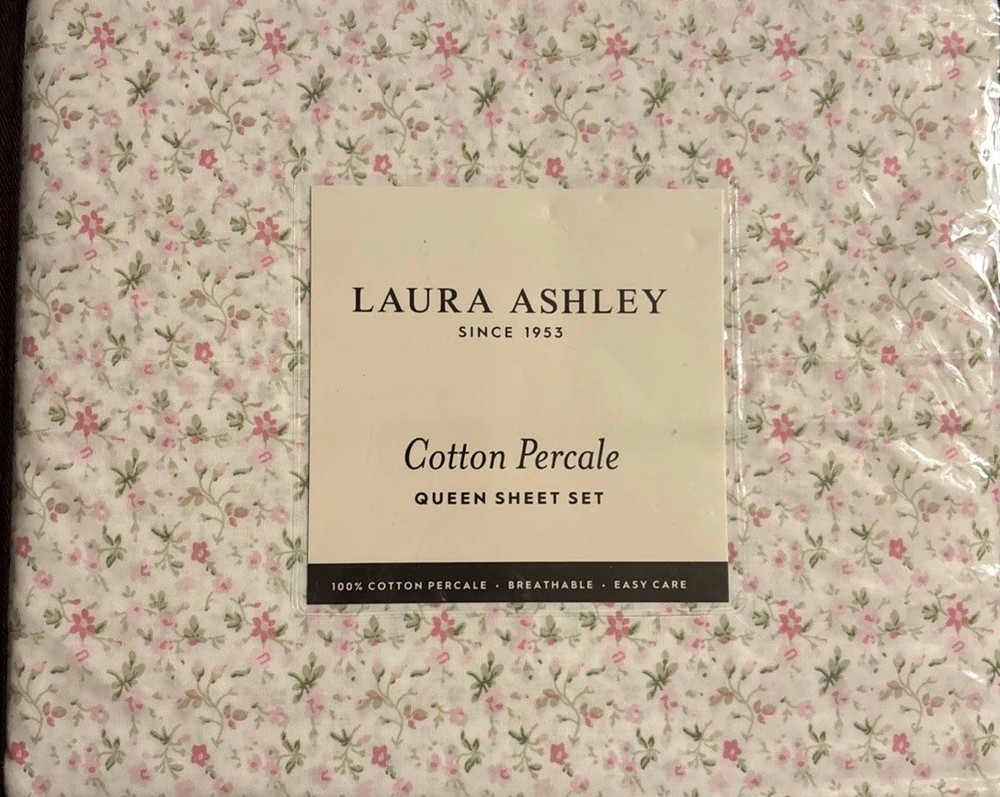 LAURA ASHLEY
SINCE 1953
Cotton Percale
QUEEN SHEET SET
100% COTTON PERCALE • BREATHABLE • EASY CARE